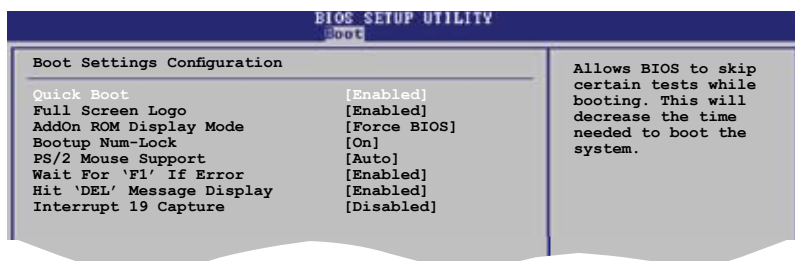 BIOS SETUP UTILITY
Boot
Boot Settings Configuration
Quick Boot [Enabled]
Full Screen Logo [Enabled]
AddOn ROM Display Mode [Force BIOS]
Bootup Num-Lock [On]
PS/2 Mouse Support [Auto]
Wait For ‘F1’ If Error [Enabled]
Hit ‘DEL’ Message Display [Enabled]
Interrupt 19 Capture [Disabled]
Allows BIOS to skip
certain tests while
booting. This will
decrease the time
needed to boot the
system.